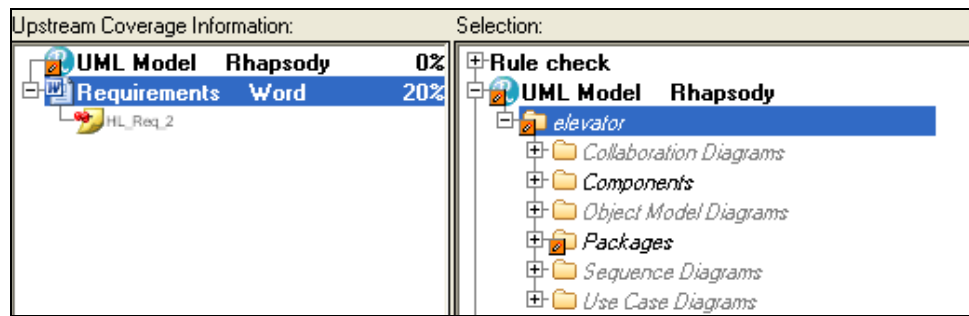 Upstream Coverage Information:
UML Model Rhapsody 0%
Requirements Word 20%
HL_Req_2
Selection:
Rule check
UML Model Rhapsody
elevator
Collaboration Diagrams
Components
Object Model Diagrams
Packages
Sequence Diagrams
Use Case Diagrams